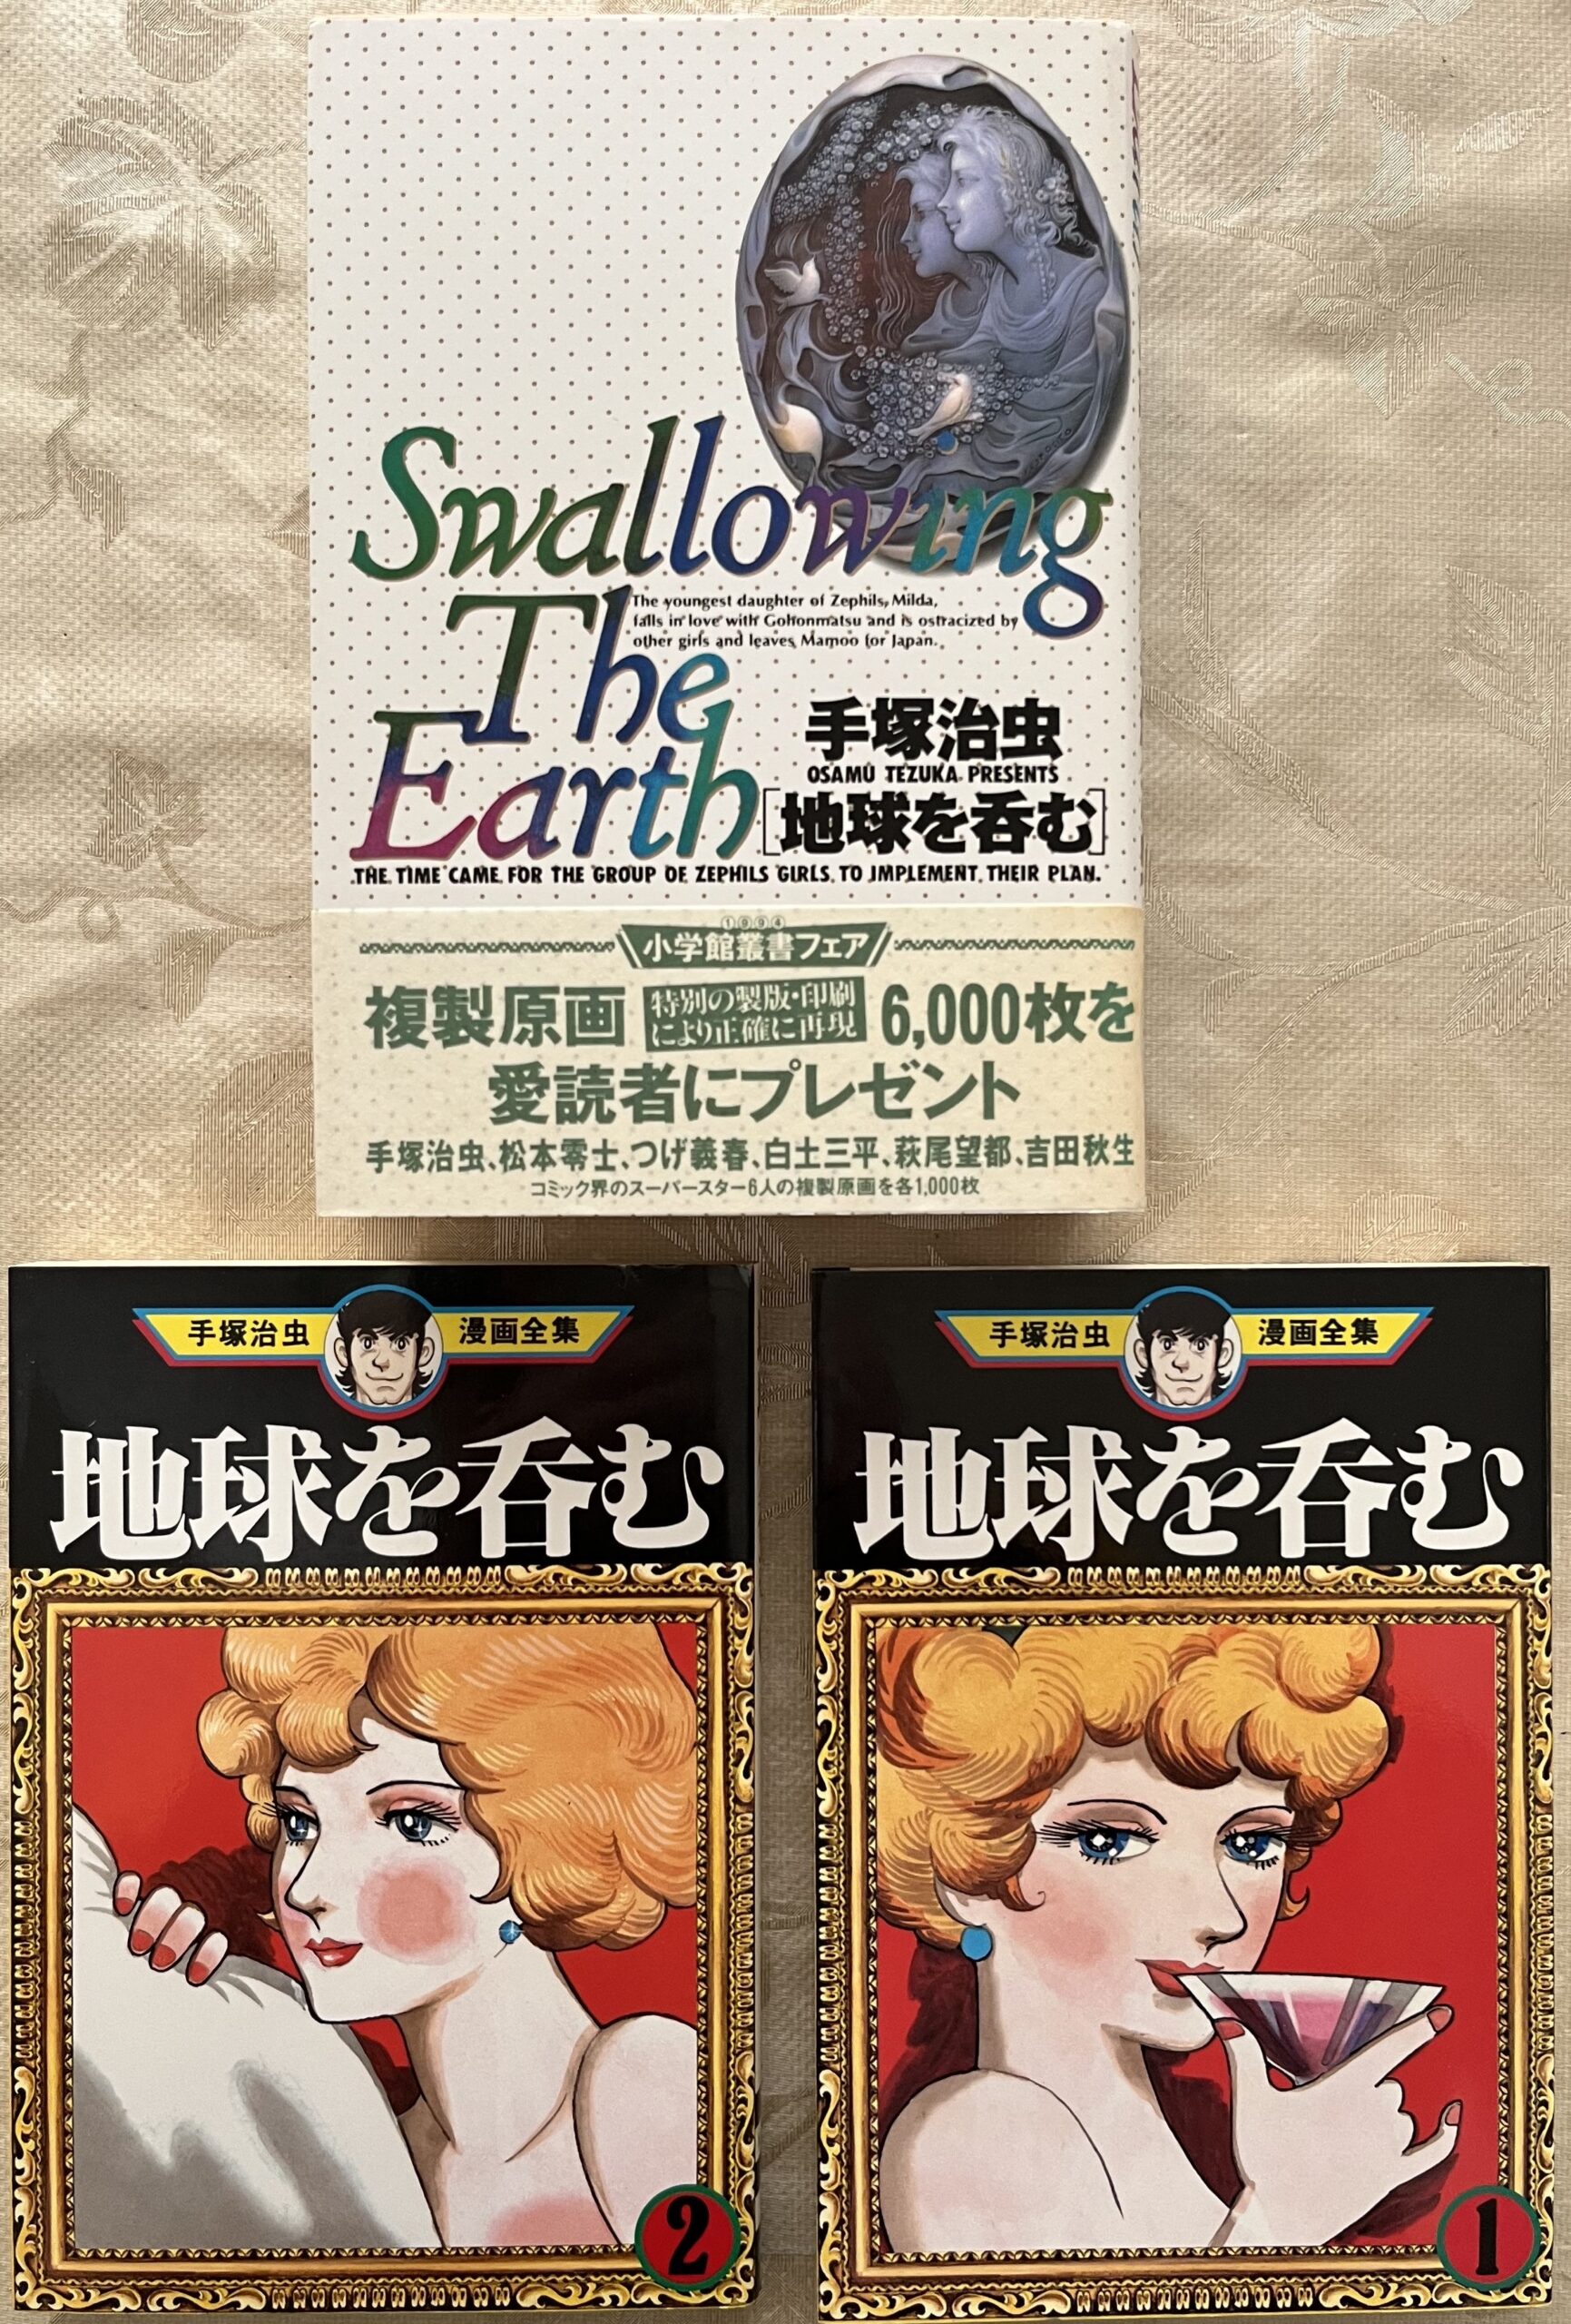 Swallowing
The
Earth
The youngest daughter of Zephils, Milda,
falls in love with Gohonmatsu and is ostracized by
other girls and leaves Mamoo for Japan.
手塚治虫
OSAMU TEZUKA PRESENTS
[地球を呑む]
THE TIME CAME FOR THE GROUP OF ZEPHILS GIRLS TO IMPLEMENT THEIR PLAN.
1994
小学館叢書フェア
複製原画 特別の製版・印刷により正確に再現 6,000枚を
愛読者にプレゼント
手塚治虫、松本零士、つげ義春、白土三平、萩尾望都、吉田秋生
コミック界のスーパースター6人の複製原画を各1,000枚
手塚治虫 漫画全集
地球を呑む
2
手塚治虫 漫画全集
地球を呑む
1